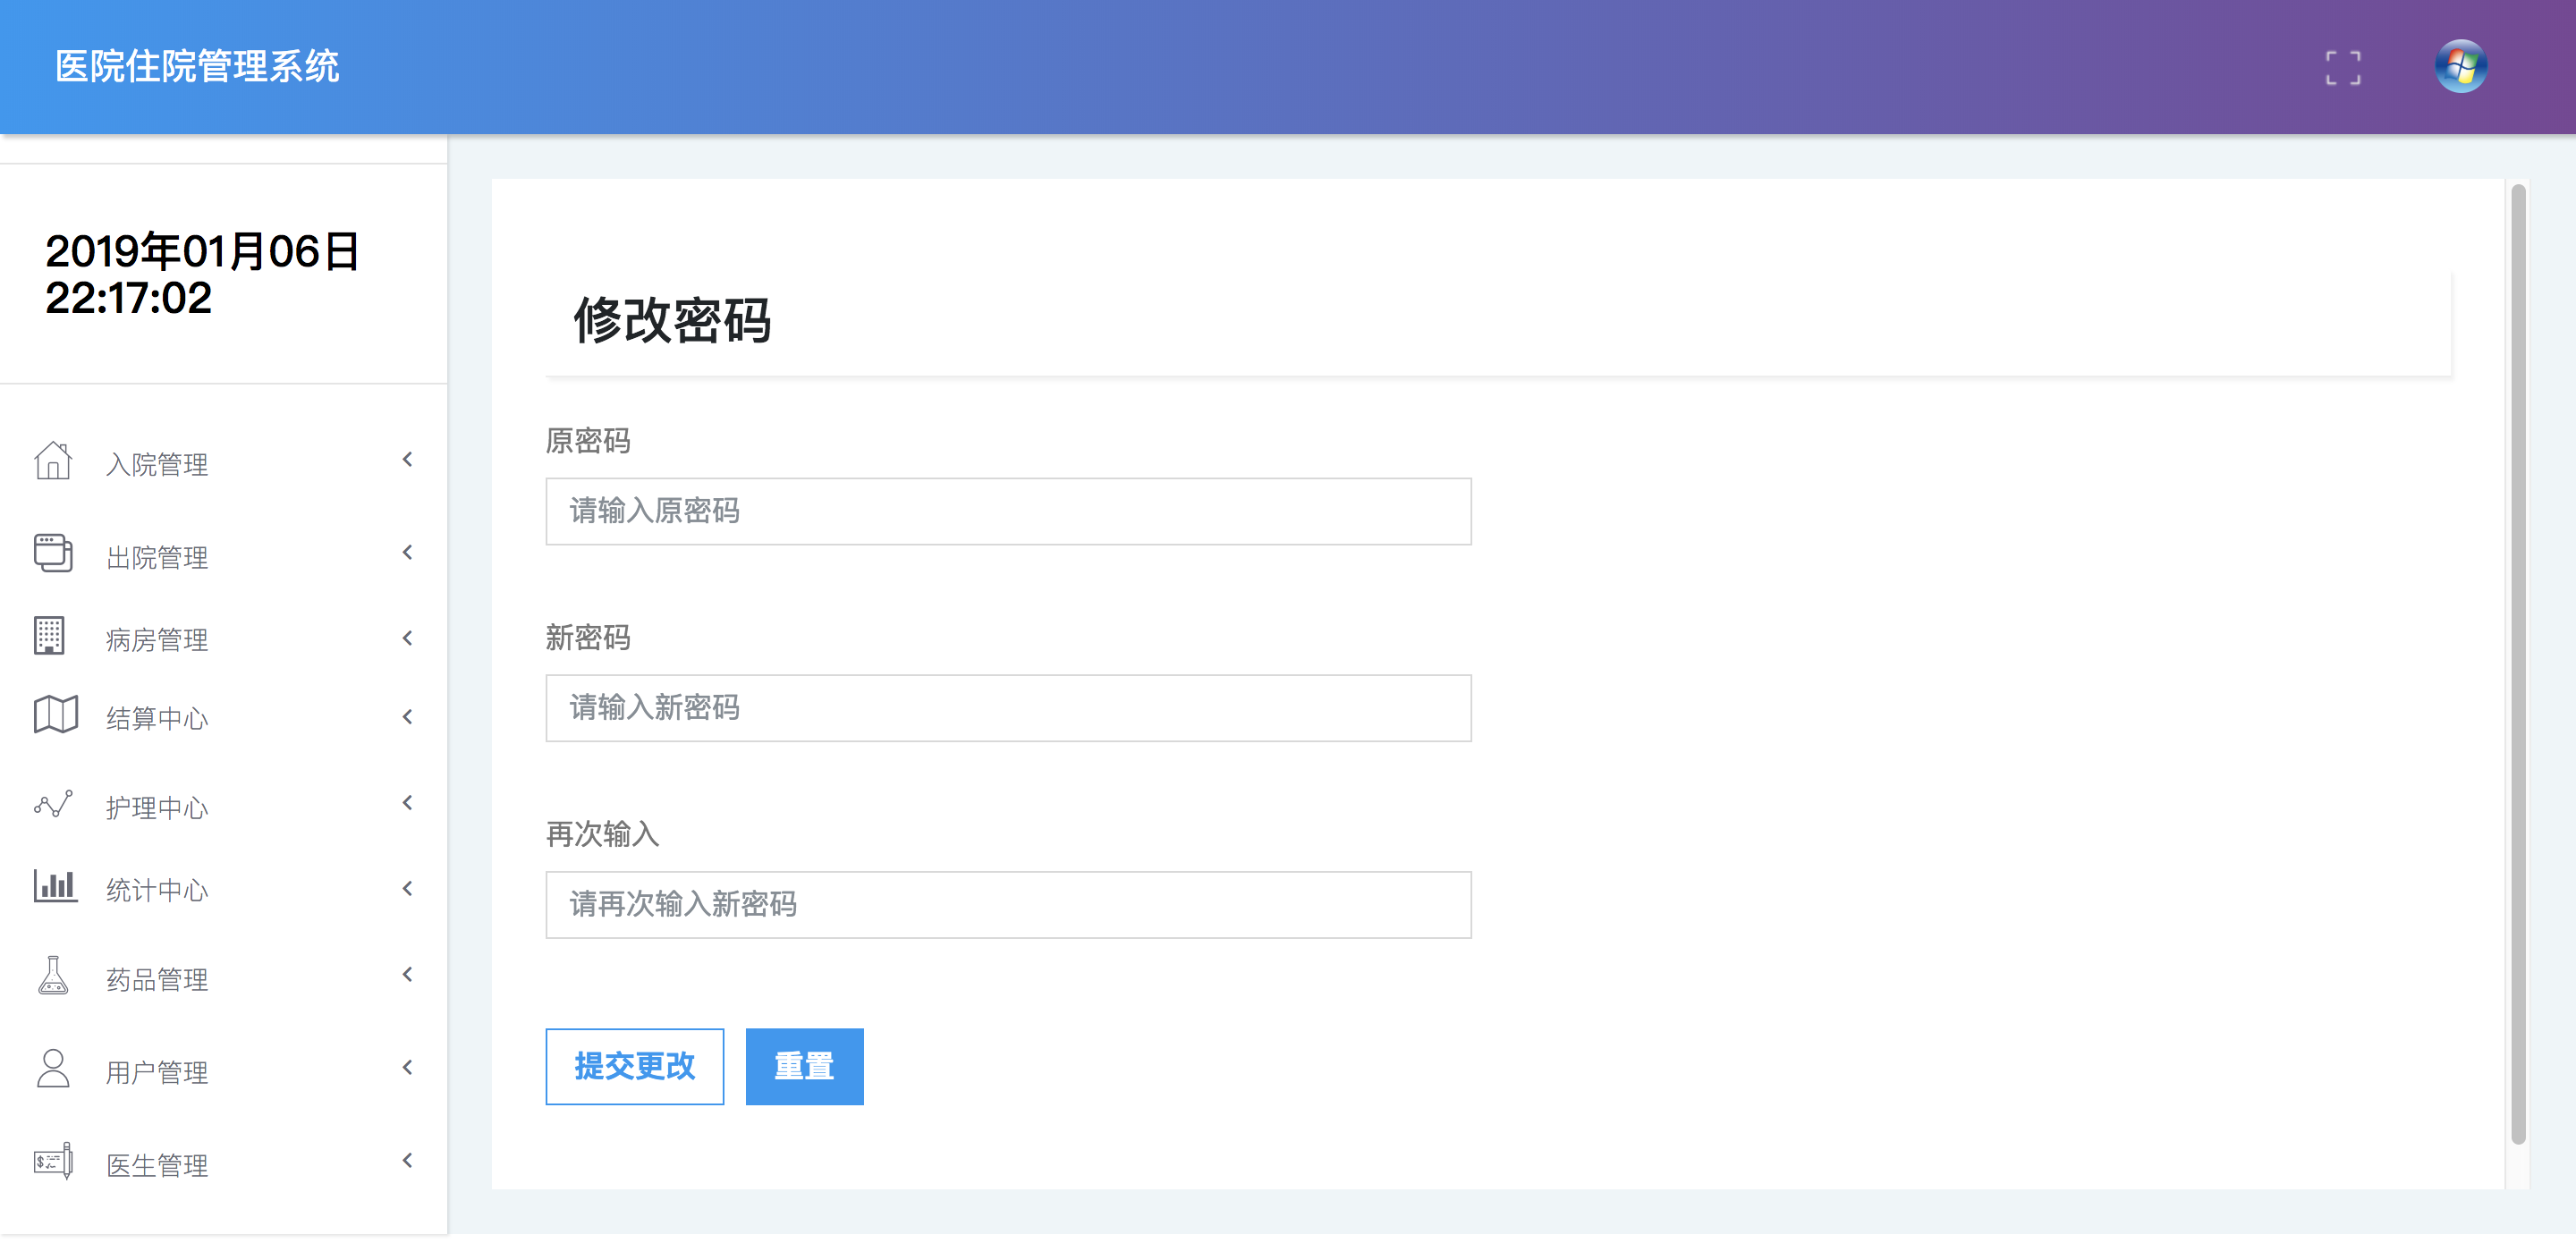 医院住院管理系统
2019年01月06日
22:17:02
入院管理
出院管理
病房管理
结算中心
护理中心
统计中心
药品管理
用户管理
医生管理
修改密码
原密码
请输入原密码
新密码
请输入新密码
再次输入
请再次输入新密码
提交更改 重置